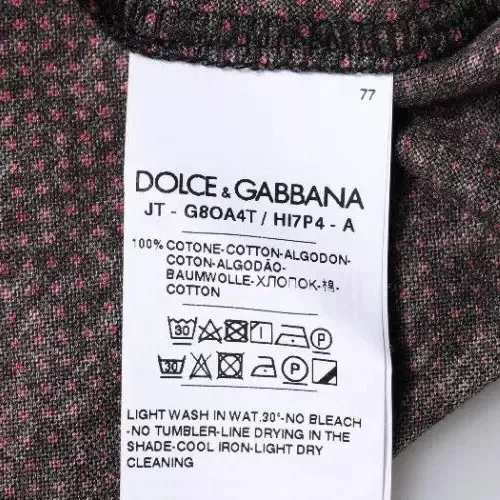 77
DOLCE & GABBANA
JT - G8OA4T / HI7P4 - A
100% COTONE-COTTON-ALGODON-
COTON-ALGODÃO-
BAUMWOLLE-ХЛОПОК-棉-
COTTON
30 P
30 P
LIGHT WASH IN WAT.30°-NO BLEACH
-NO TUMBLER-LINE DRYING IN THE
SHADE-COOL IRON-LIGHT DRY
CLEANING